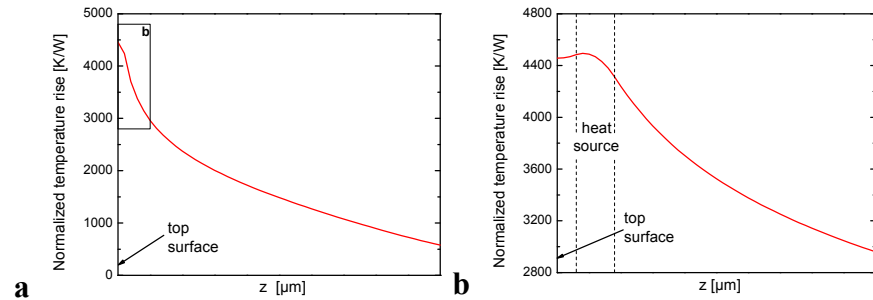 Normalized temperature rise [K/W]
5000
4000
3000
2000
1000
0
b
top
surface
z [µm]
a
Normalized temperature rise [K/W]
4800
4400
4000
3600
3200
2800
heat
source
top
surface
z [µm]
b